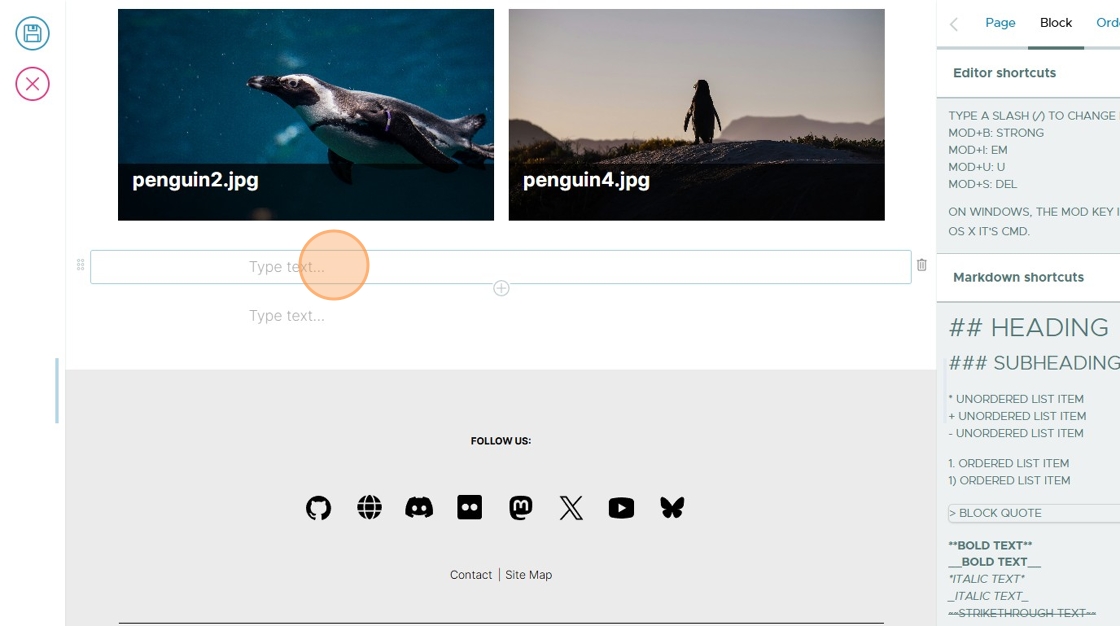 Page Block Ord
Editor shortcuts
TYPE A SLASH (/) TO CHANGE
MOD+B: STRONG
MOD+I: EM
MOD+U: U
MOD+S: DEL
ON WINDOWS, THE MOD KEY I
OS X IT'S CMD.
penguin2.jpg
penguin4.jpg
Type text...
Type text...
Markdown shortcuts
## HEADING
### SUBHEADING
* UNORDERED LIST ITEM
+ UNORDERED LIST ITEM
- UNORDERED LIST ITEM
1. ORDERED LIST ITEM
1) ORDERED LIST ITEM
> BLOCK QUOTE
**BOLD TEXT**
__BOLD TEXT__
*ITALIC TEXT*
_ITALIC TEXT_
~~STRIKETHROUGH TEXT~~
FOLLOW US:
Contact | Site Map